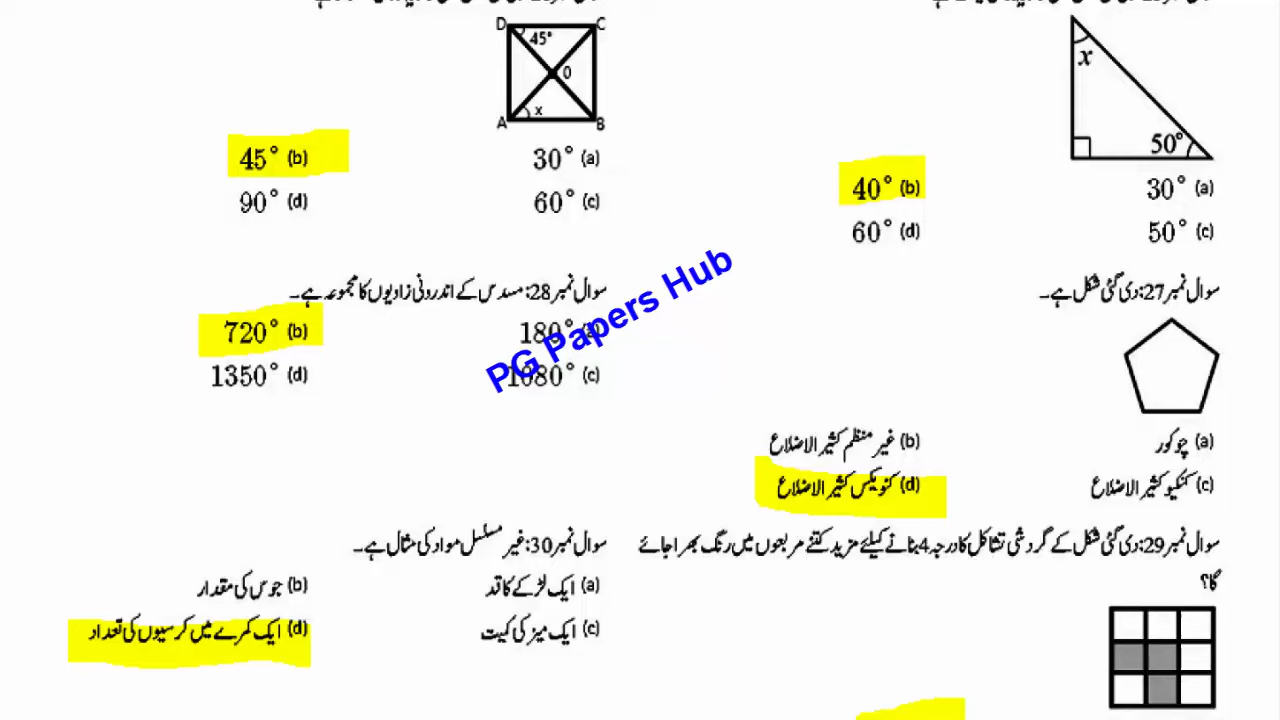 x
50°
(a) 30°
(b) 40°
(c) 50°
(d) 60°
D C
45°
O
x
A B
(a) 30°
(b) 45°
(c) 60°
(d) 90°
سوال نمبر27: دی گئی شکل ہے۔
(a) چوکور
(b) غیر منظم کثیر الاضلاع
(c) کنکیو کثیر الاضلاع
(d) کنویکس کثیر الاضلاع
سوال نمبر28: مسدس کے اندرونی زاویوں کا مجموعہ ہے۔
(a) 180°
(b) 720°
(c) 1080°
(d) 1350°
PG Papers Hub
سوال نمبر29: دی گئی شکل کے گردشی تشاکل کا درجہ 4 بنانے کیلئے مزید کتنے مربعوں میں رنگ بھرا جائے
گا؟
سوال نمبر30: غیر مسلسل مواد کی مثال ہے۔
(a) ایک لڑکے کا قد
(b) جوس کی مقدار
(c) ایک میز کی کمیت
(d) ایک کمرے میں کرسیوں کی تعداد